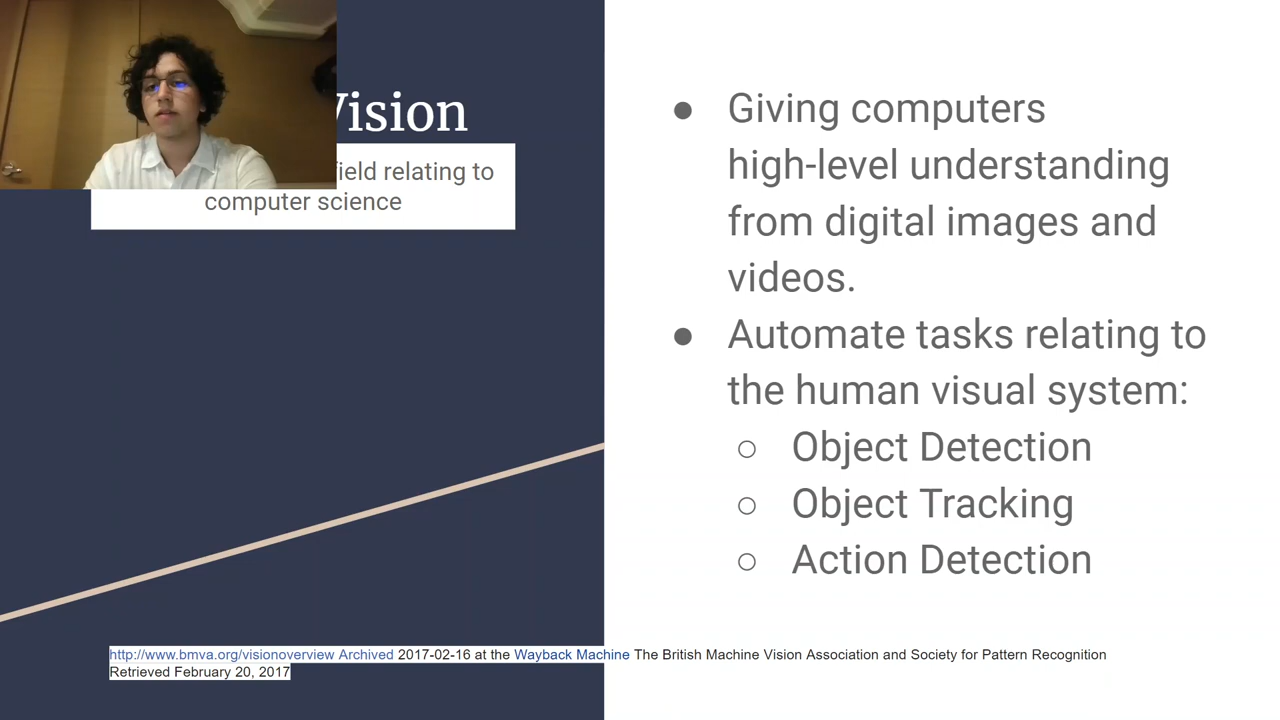 Vision
ield relating to
computer science
● Giving computers
high-level understanding
from digital images and
videos.
● Automate tasks relating to
the human visual system:
○ Object Detection
○ Object Tracking
○ Action Detection
http://www.bmva.org/visionoverview Archived 2017-02-16 at the Wayback Machine The British Machine Vision Association and Society for Pattern Recognition
Retrieved February 20, 2017